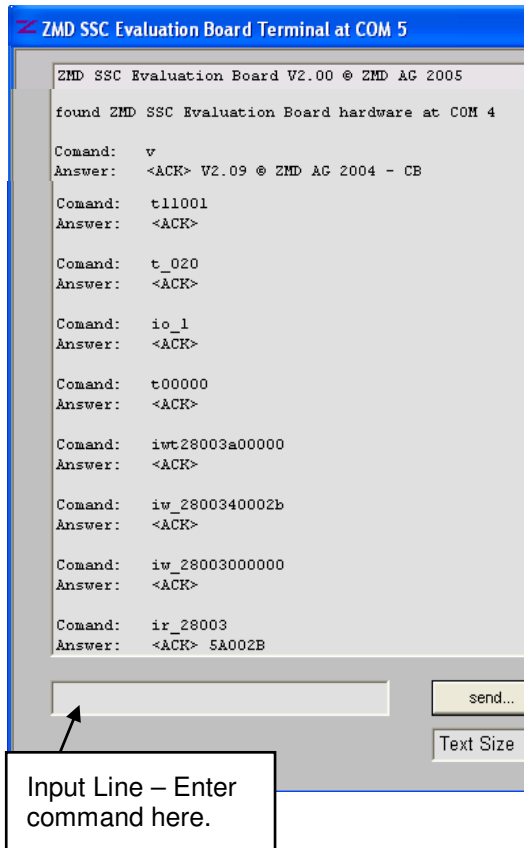 ZMD SSC Evaluation Board Terminal at COM 5
ZMD SSC Evaluation Board V2.00 © ZMD AG 2005
found ZMD SSC Evaluation Board hardware at COM 4
Comand: v
Answer: <ACK> V2.09 © ZMD AG 2004 - CB
Comand: t11001
Answer: <ACK>
Comand: t_020
Answer: <ACK>
Comand: io_1
Answer: <ACK>
Comand: t00000
Answer: <ACK>
Comand: iwt28003a00000
Answer: <ACK>
Comand: iw_2800340002b
Answer: <ACK>
Comand: iw_28003000000
Answer: <ACK>
Comand: ir_28003
Answer: <ACK> 5A002B
send...
Text Size
Input Line – Enter
command here.